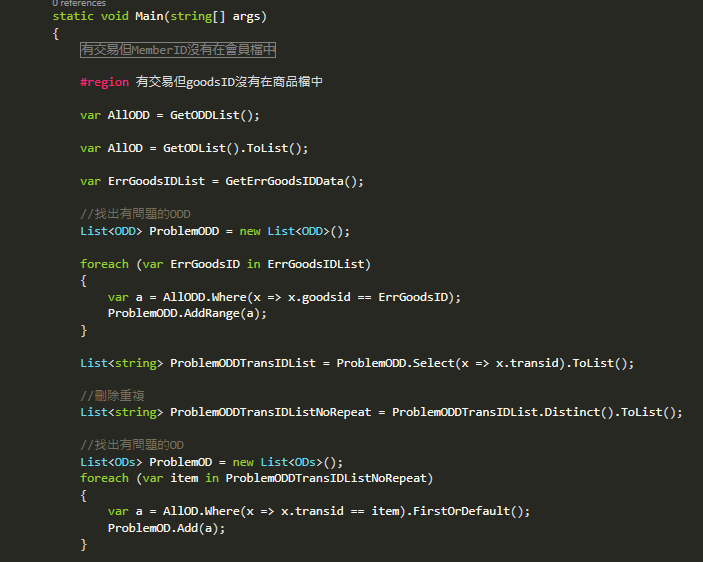 0 references
static void Main(string[] args)
{
有交易但MemberID沒有在會員檔中
#region 有交易但goodsID沒有在商品檔中
var AllODD = GetODDList();
var AllOD = GetODList().ToList();
var ErrGoodsIDList = GetErrGoodsIDData();
//找出有問題的ODD
List<ODD> ProblemODD = new List<ODD>();
foreach (var ErrGoodsID in ErrGoodsIDList)
{
var a = AllODD.Where(x => x.goodsid == ErrGoodsID);
ProblemODD.AddRange(a);
}
List<string> ProblemODDTransIDList = ProblemODD.Select(x => x.transid).ToList();
//刪除重複
List<string> ProblemODDTransIDListNoRepeat = ProblemODDTransIDList.Distinct().ToList();
//找出有問題的OD
List<ODs> ProblemOD = new List<ODs>();
foreach (var item in ProblemODDTransIDListNoRepeat)
{
var a = AllOD.Where(x => x.transid == item).FirstOrDefault();
ProblemOD.Add(a);
}